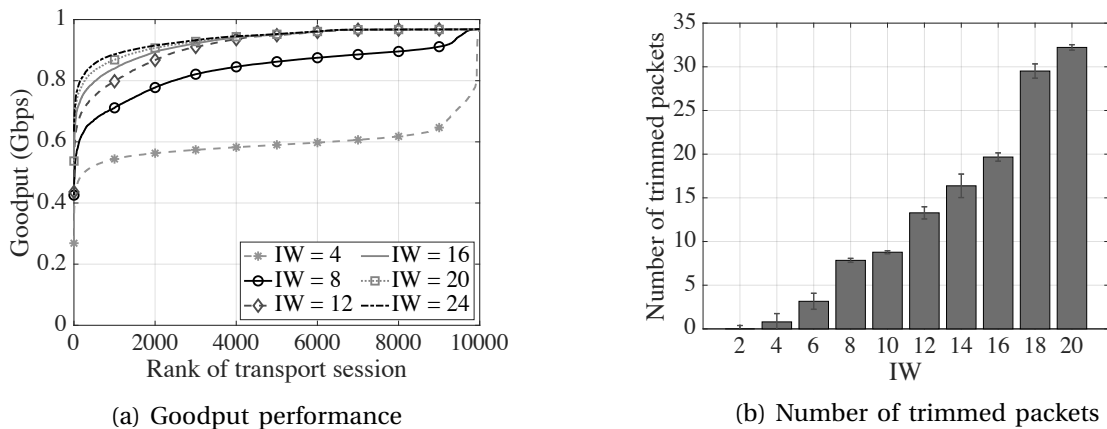 1
0.8
0.6
0.4
0.2
1
Goodput (Gbps)
IW = 4
IW = 8
IW = 12
IW = 16
IW = 20
IW = 24
0 2000 4000 6000 8000 10000
Rank of transport session
(a) Goodput performance
35
30
25
20
15
10
5
0
Number of trimmed packets
2 4 6 8 10 12 14 16 18 20
IW
(b) Number of trimmed packets